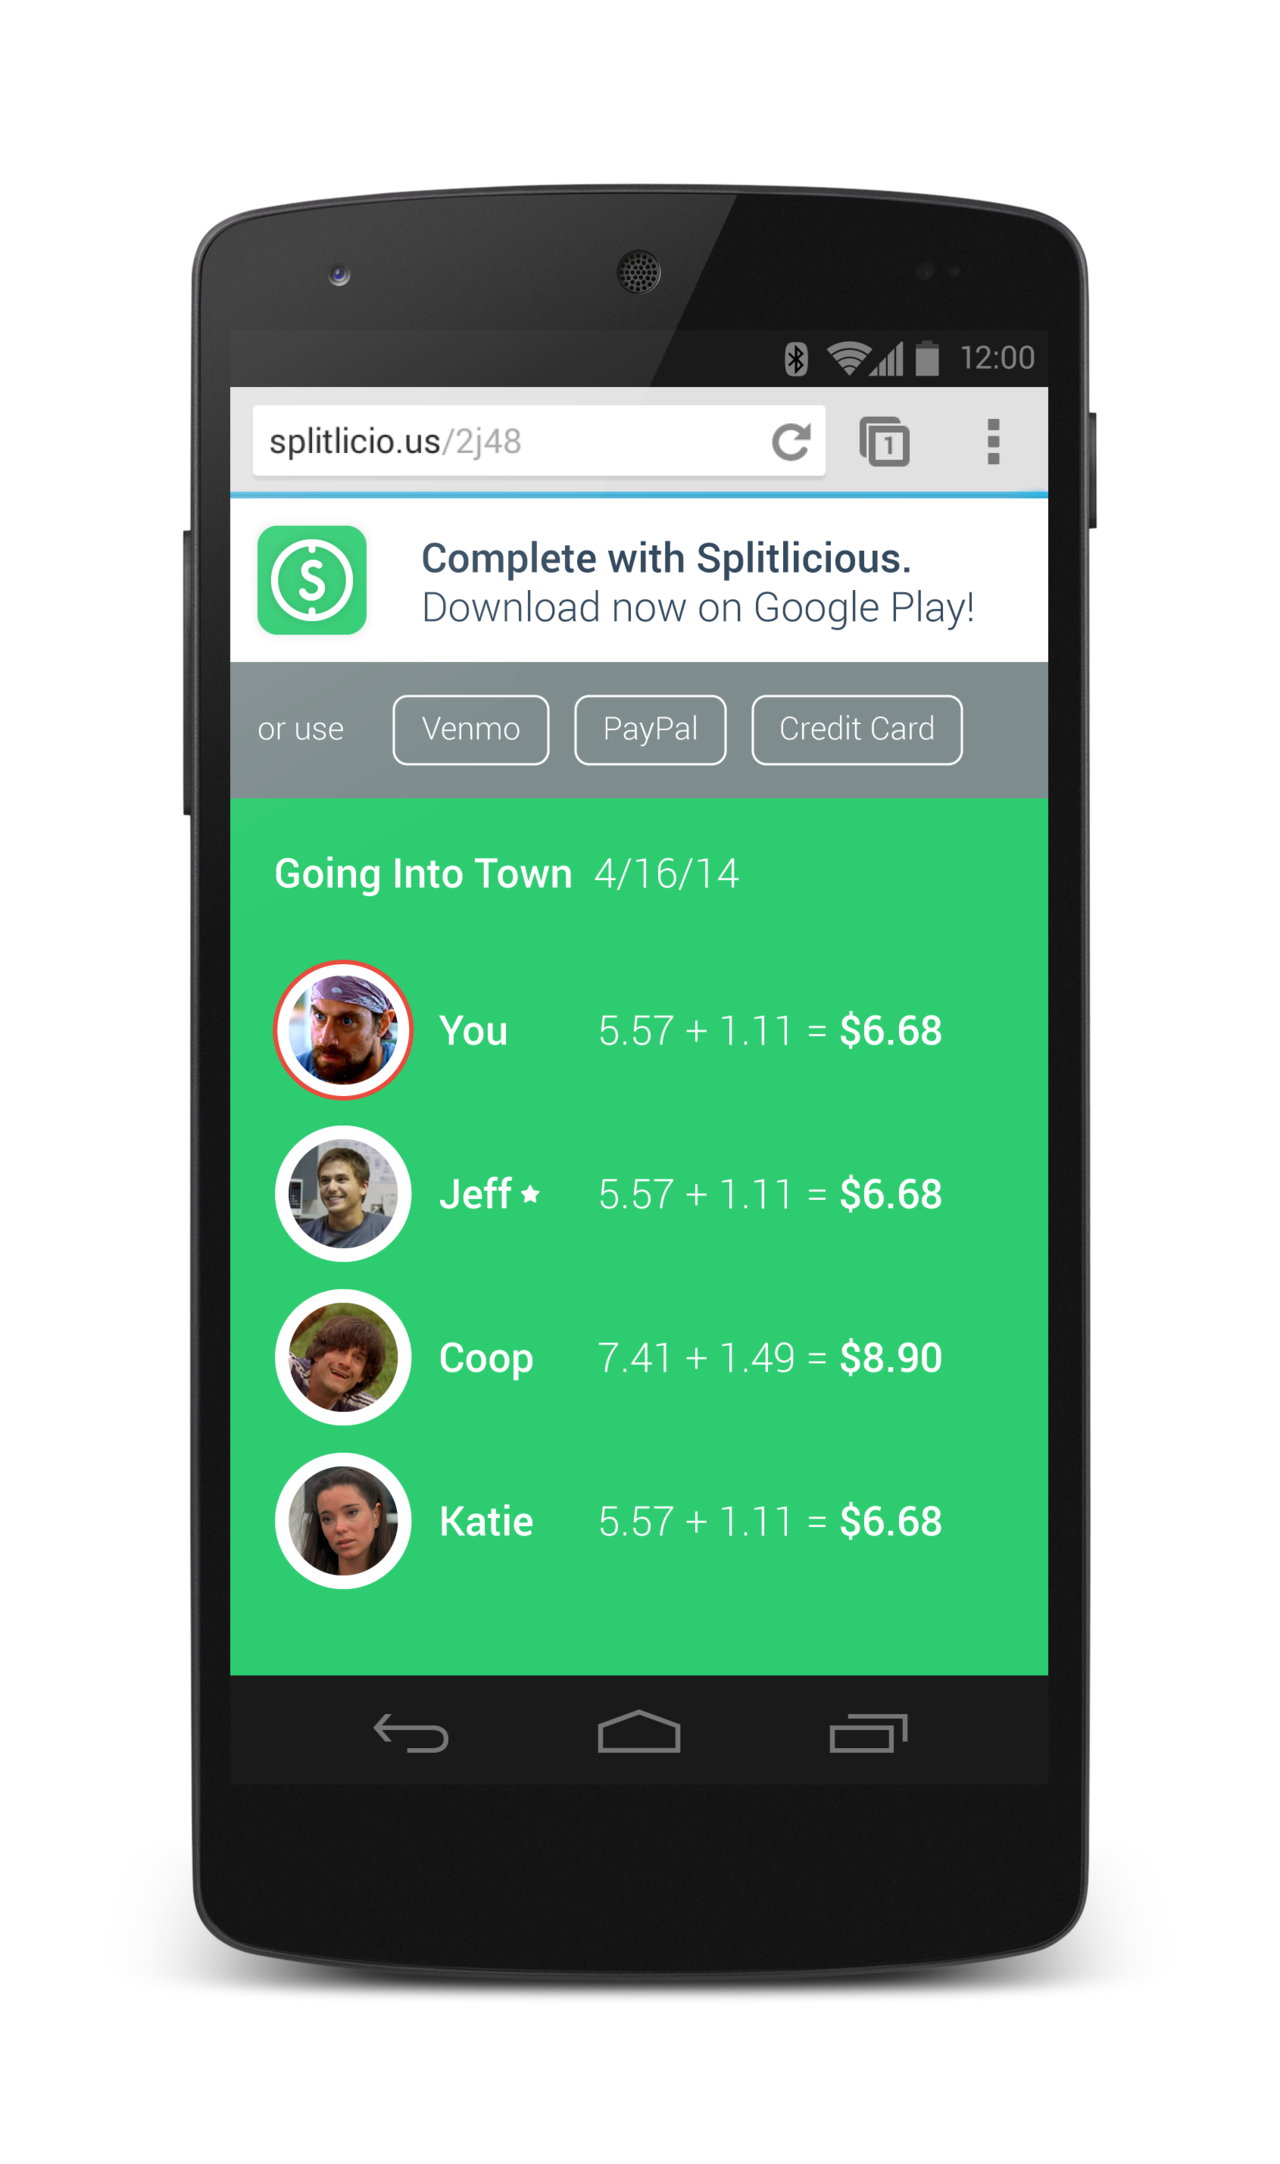 12:00
splitlicio.us/2j48
1
Complete with Splitlicious.
Download now on Google Play!
or use Venmo PayPal Credit Card
Going Into Town 4/16/14
You 5.57 + 1.11 = $6.68
Jeff 5.57 + 1.11 = $6.68
Coop 7.41 + 1.49 = $8.90
Katie 5.57 + 1.11 = $6.68